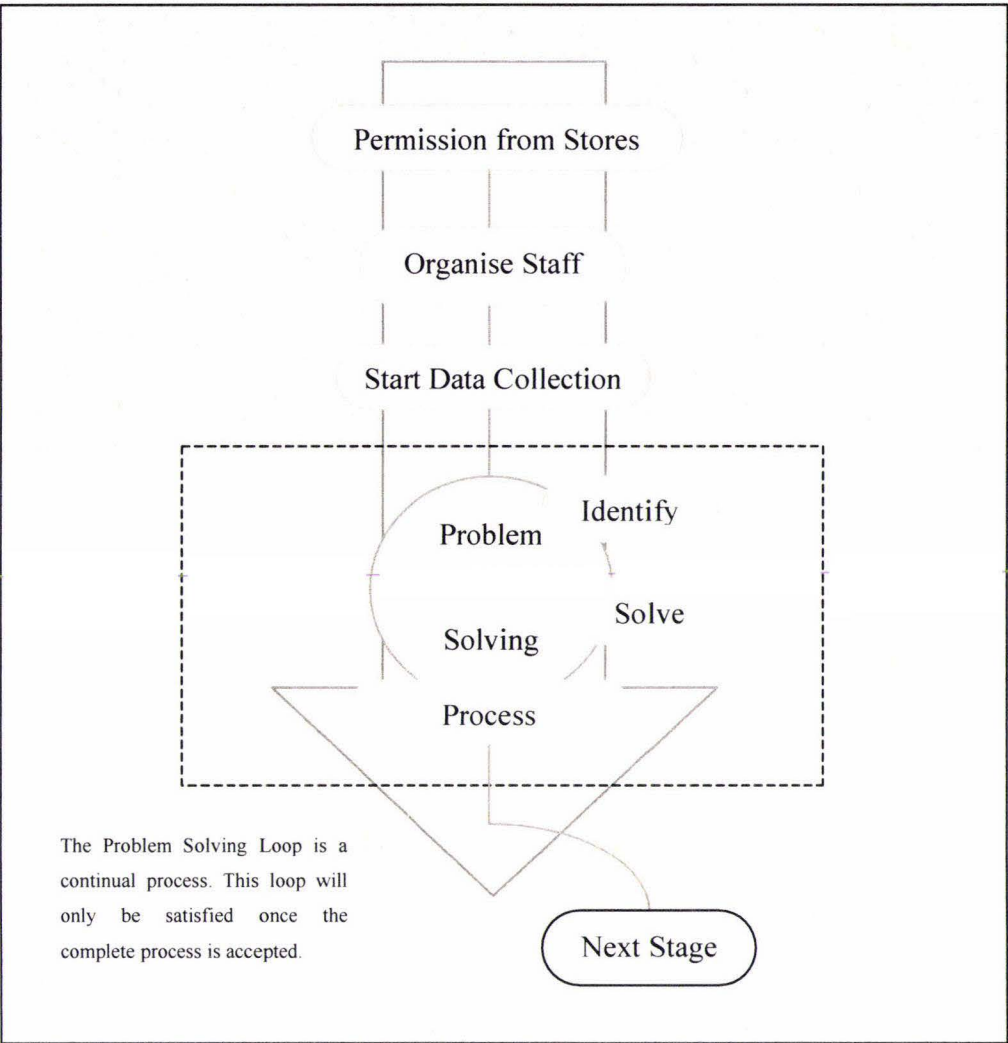 Permission from Stores
Organise Staff
Start Data Collection
Identify
Problem
Solve
Solving
Process
The Problem Solving Loop is a
continual process. This loop will
only be satisfied once the
complete process is accepted.
Next Stage